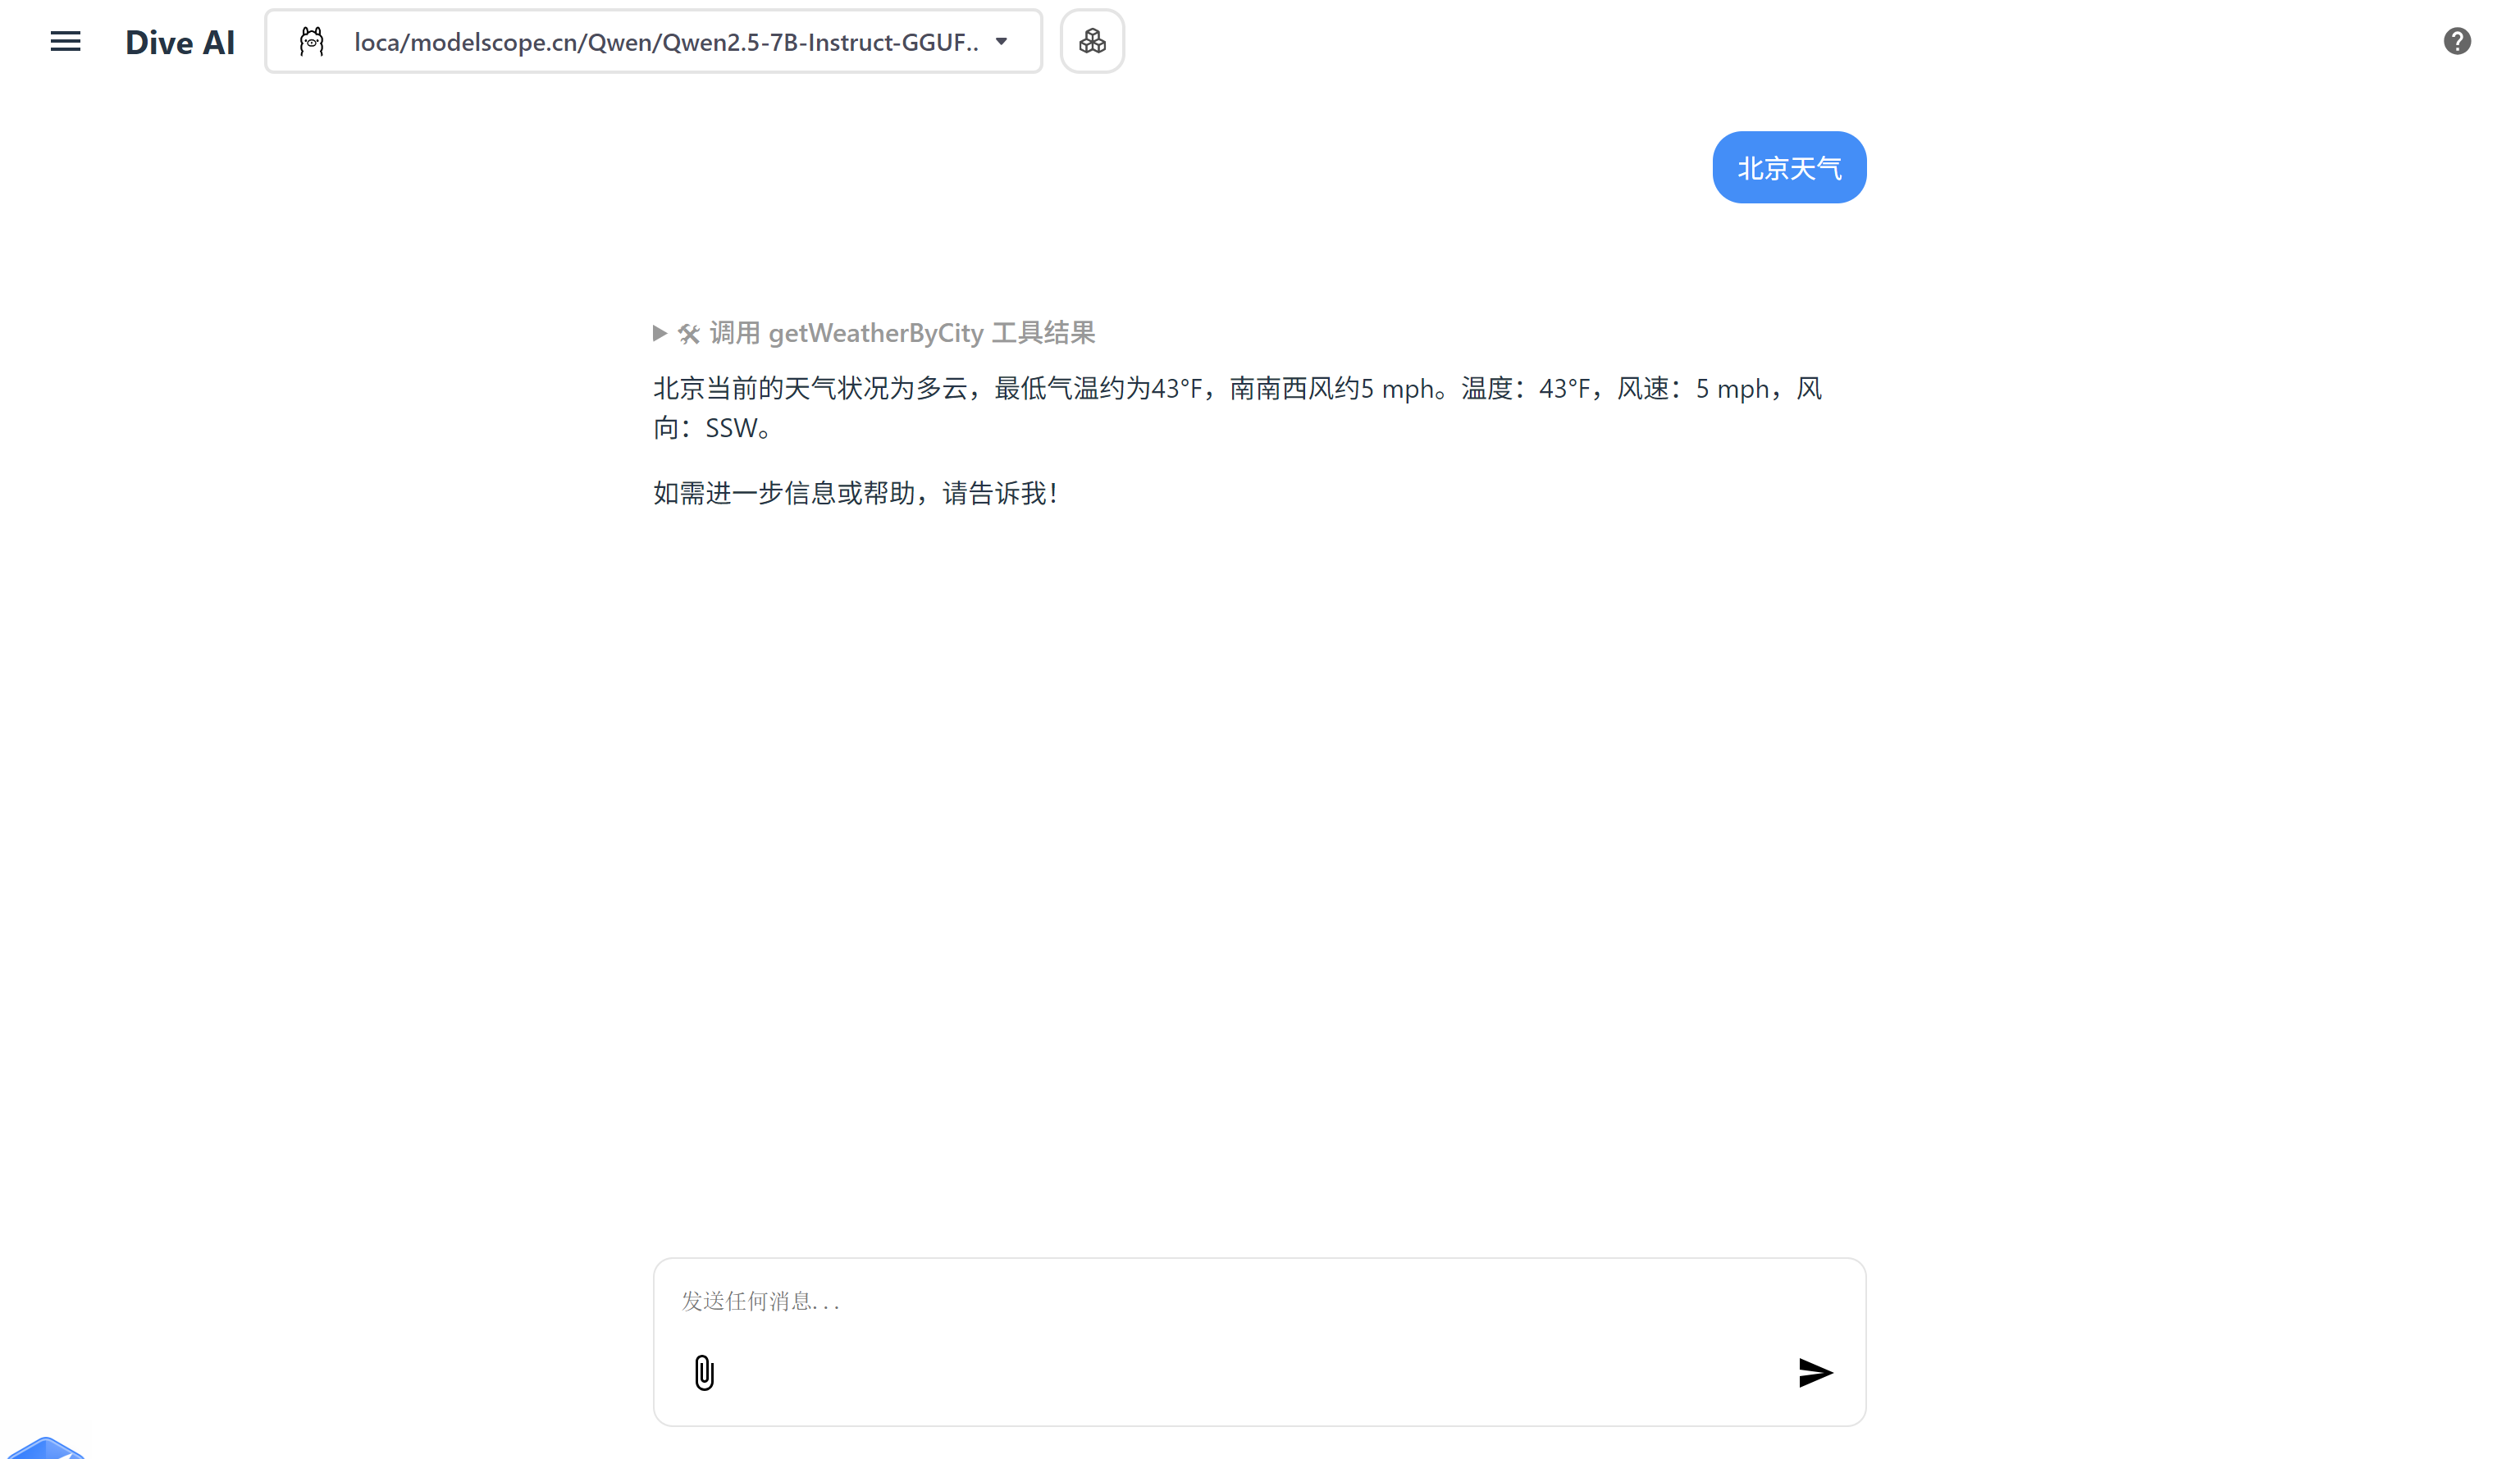 Dive AI
loca/modelscope.cn/Qwen/Qwen2.5-7B-Instruct-GGUF..
北京天气
调用 getWeatherByCity 工具结果
北京当前的天气状况为多云，最低气温约为43°F，南南西风约5 mph。温度：43°F，风速：5 mph，风
向：SSW。
如需进一步信息或帮助，请告诉我！
发送任何消息...